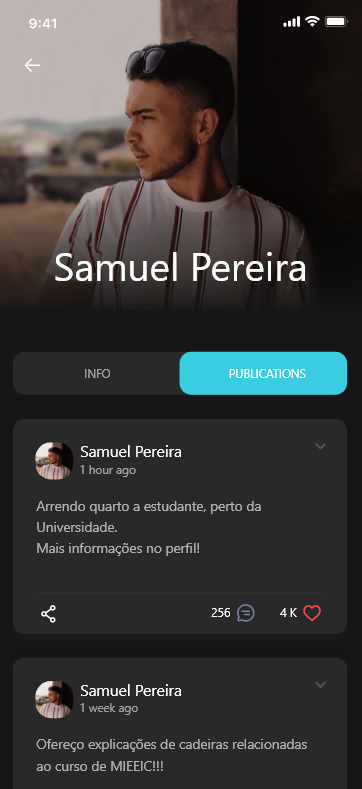 9:41
Samuel Pereira
INFO
PUBLICATIONS
Samuel Pereira
1 hour ago
Arrendo quarto a estudante, perto da
Universidade.
Mais informações no perfil!
256
4 K
Samuel Pereira
1 week ago
Ofereço explicações de cadeiras relacionadas
ao curso de MIEEIC!!!